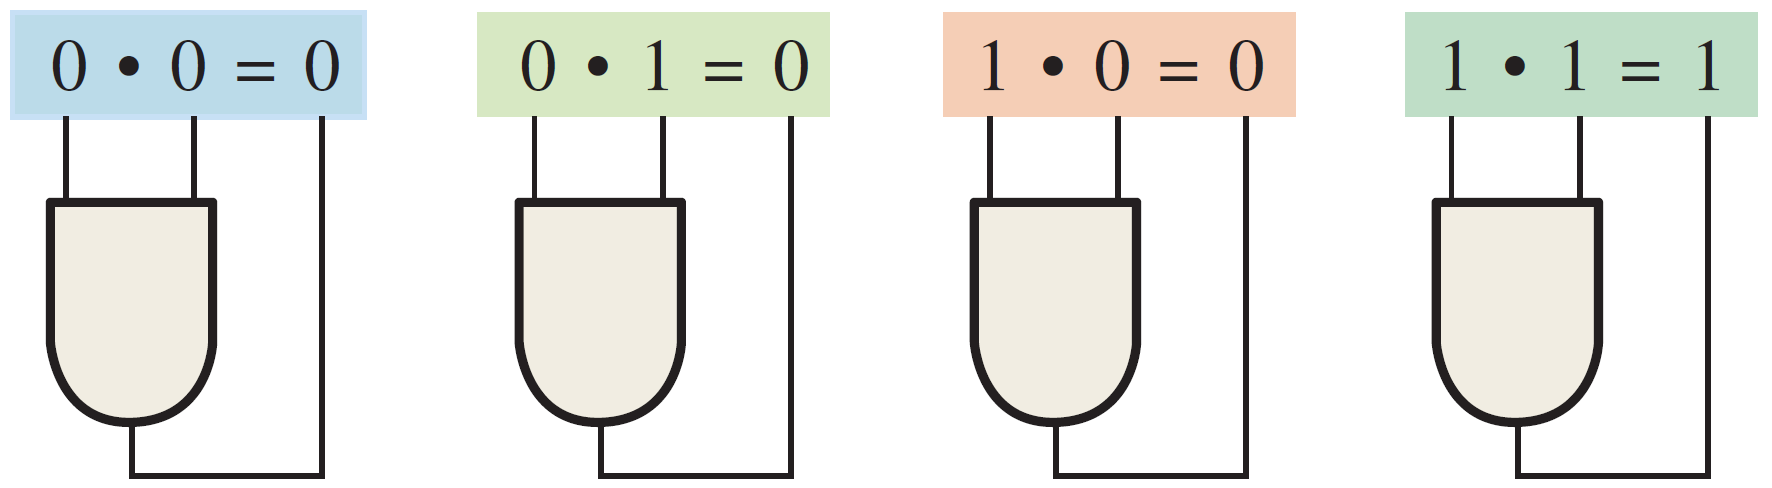 0 • 0 = 0
0 • 1 = 0
1 • 0 = 0
1 • 1 = 1